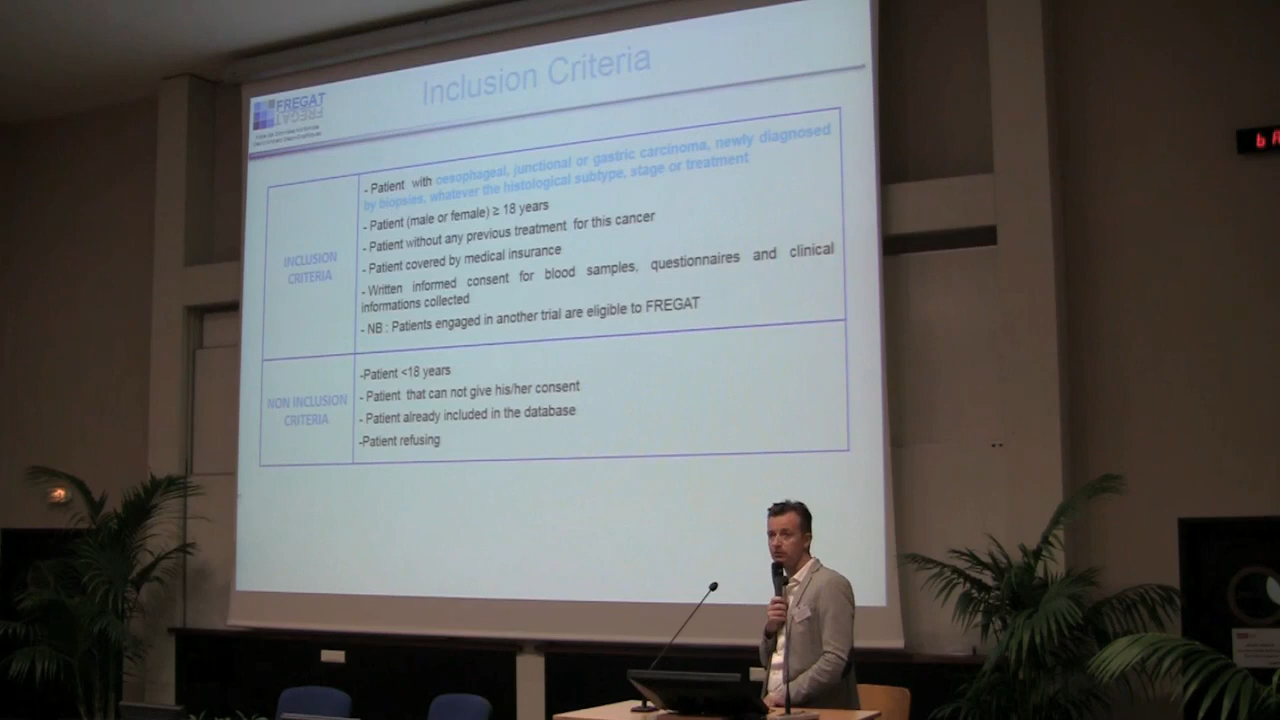 Inclusion Criteria
FREGAT
INCLUSION
CRITERIA
- Patient with oesophageal, junctional or gastric carcinoma, newly diagnosed
by biopsies, whatever the histological subtype, stage or treatment
- Patient (male or female) ≥ 18 years
- Patient without any previous treatment for this cancer
- Patient covered by medical insurance
- Written informed consent for blood samples, questionnaires and clinical
informations collected
- NB : Patients engaged in another trial are eligible to FREGAT
NON INCLUSION
CRITERIA
-Patient <18 years
- Patient that can not give his/her consent
- Patient already included in the database
-Patient refusing